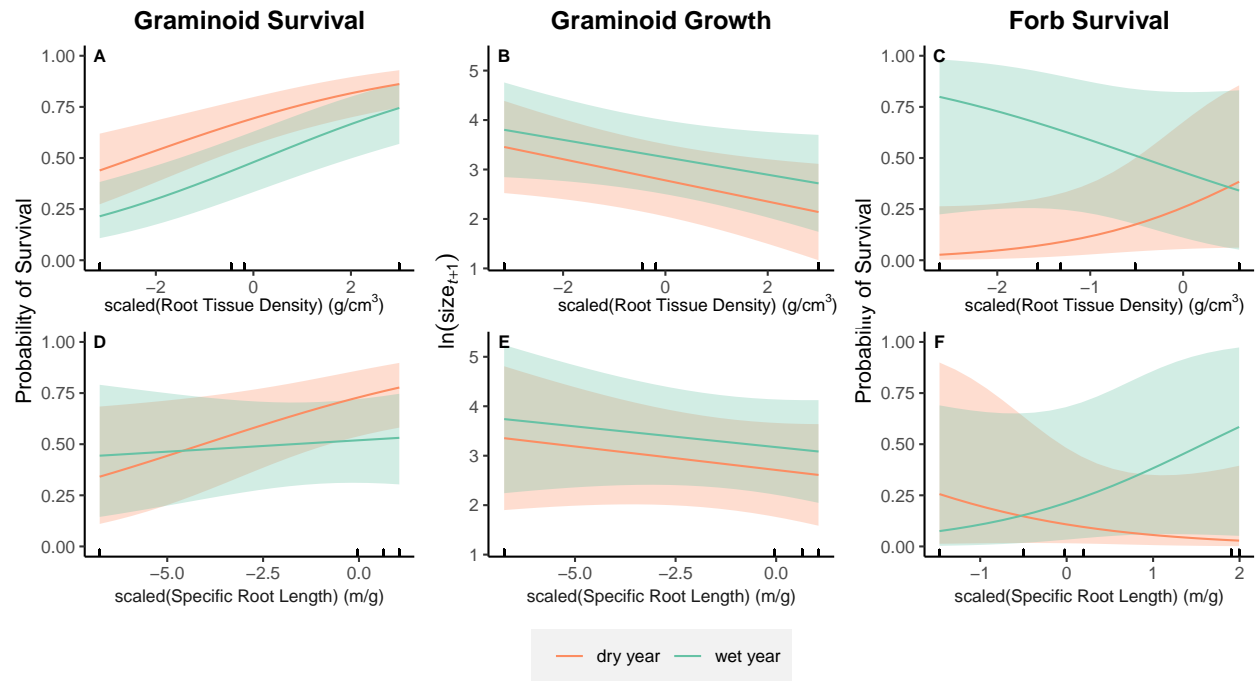 Graminoid Survival
Graminoid Growth
Forb Survival
A
1.00
0.75
0.50
0.25
0.00
−2
0
2
scaled(Root Tissue Density) (g/cm³)
B
5
4
3
2
1
−2
0
2
scaled(Root Tissue Density) (g/cm³)
C
1.00
0.75
0.50
0.25
0.00
−2
−1
0
scaled(Root Tissue Density) (g/cm³)
Probability of Survival
ln(size t+1)
Probability of Survival
D
1.00
0.75
0.50
0.25
0.00
−5.0
−2.5
0.0
scaled(Specific Root Length) (m/g)
E
5
4
3
2
1
−5.0
−2.5
0.0
scaled(Specific Root Length) (m/g)
F
1.00
0.75
0.50
0.25
0.00
−1
0
1
2
scaled(Specific Root Length) (m/g)
dry year
wet year